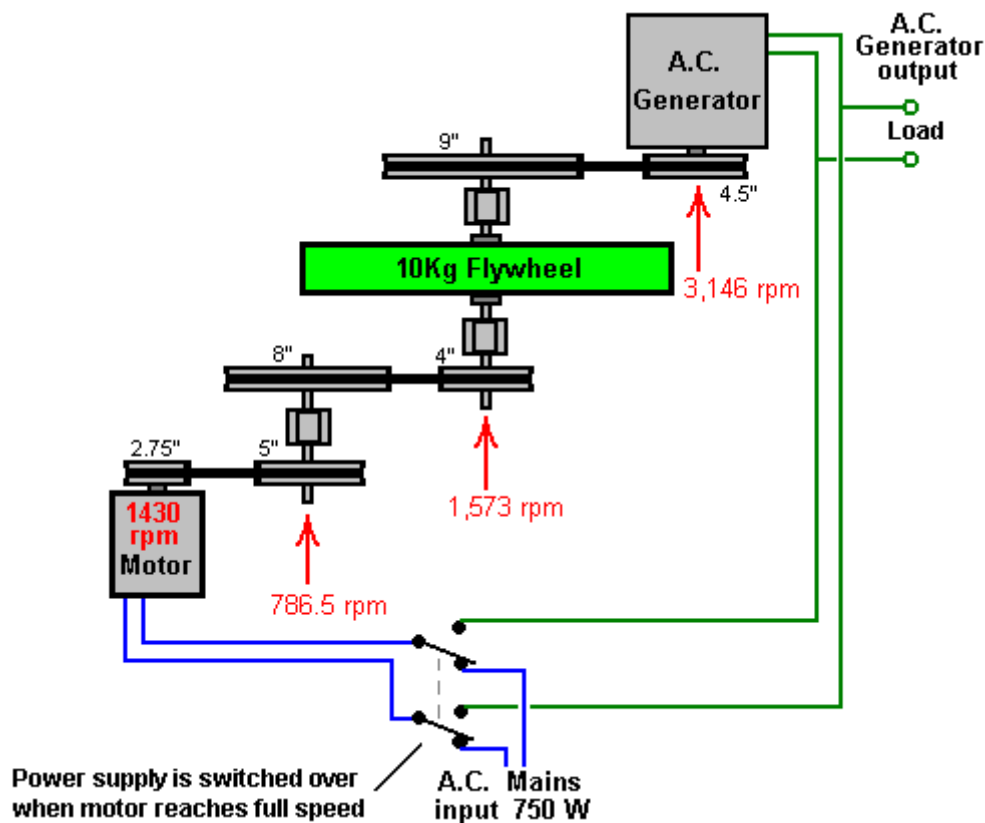 A.C.
Generator
A.C.
Generator
output
Load
9"
4.5"
10Kg Flywheel
3,146 rpm
8"
4"
2.75"
5"
1,573 rpm
1430
rpm
Motor
786.5 rpm
Power supply is switched over
when motor reaches full speed
A.C. Mains
input 750 W